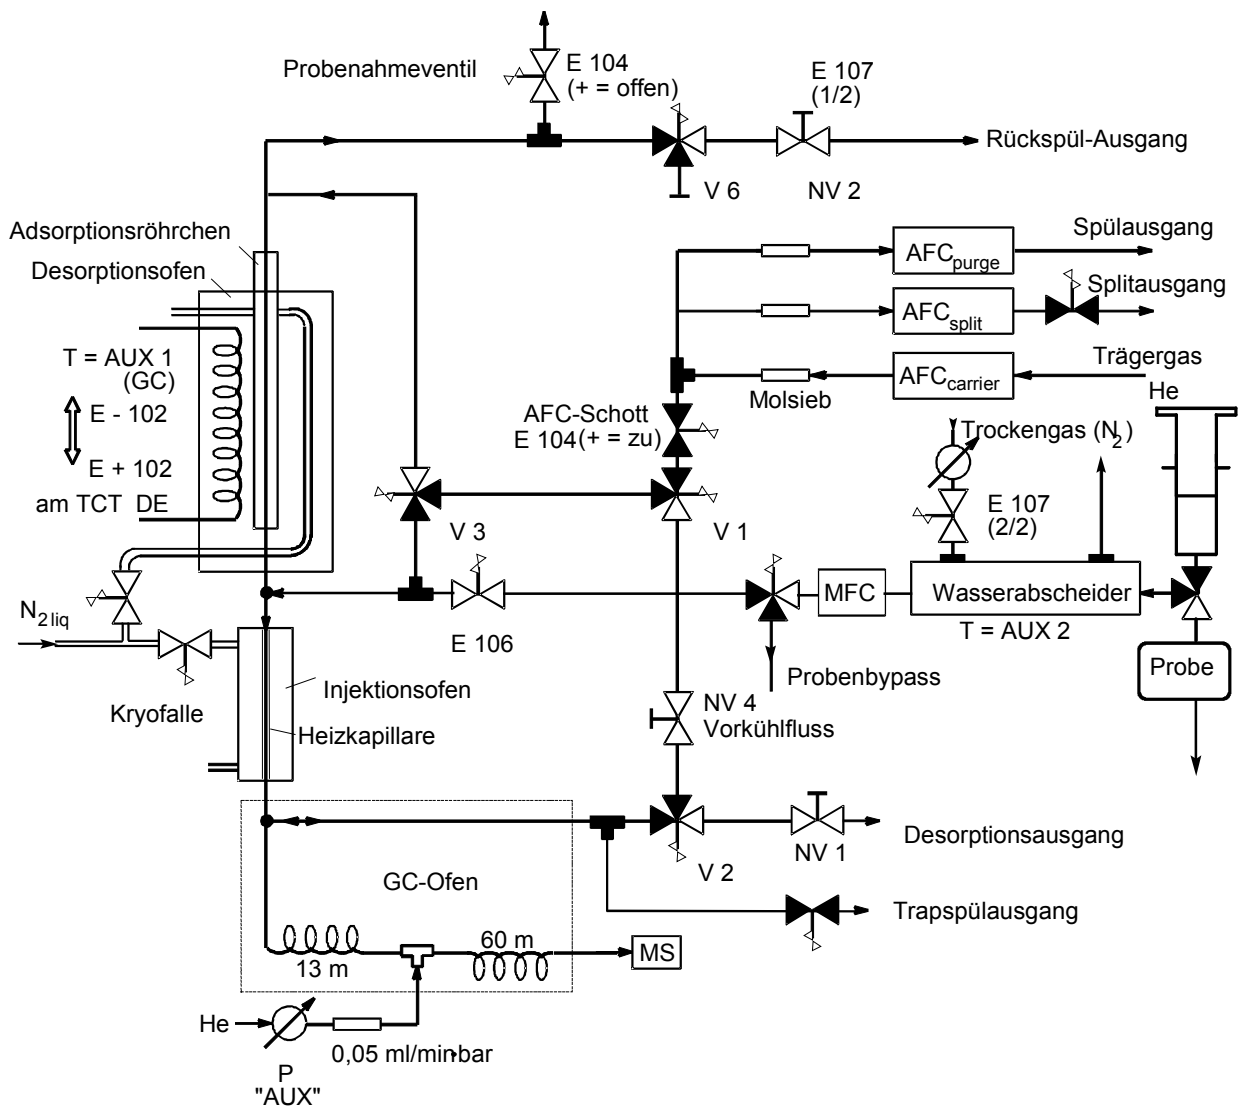 Probenahmeventil
E 104
(+ = offen)
E 107
(1/2)
Rückspül-Ausgang
V 6
NV 2
Adsorptionsröhrchen
Desorptionsofen
Spülausgang
AFCpurge
Splitausgang
AFCsplit
T = AUX 1
(GC)
Trägergas
He
AFCcarrier
Molsieb
E - 102
AFC-Schott
E 104(+ = zu)
Trockengas (N2)
E + 102
am TCT DE
V 3
V 1
E 107
(2/2)
MFC
Wasserabscheider
T = AUX 2
N2 liq
E 106
Probe
Probenbypass
Injektionsofen
Kryofalle
Heizkapillare
NV 4
Vorkühlfluss
Desorptionsausgang
NV 1
V 2
GC-Ofen
Trapspülausgang
60 m
13 m
MS
He
0,05 ml/min•bar
P
"AUX"